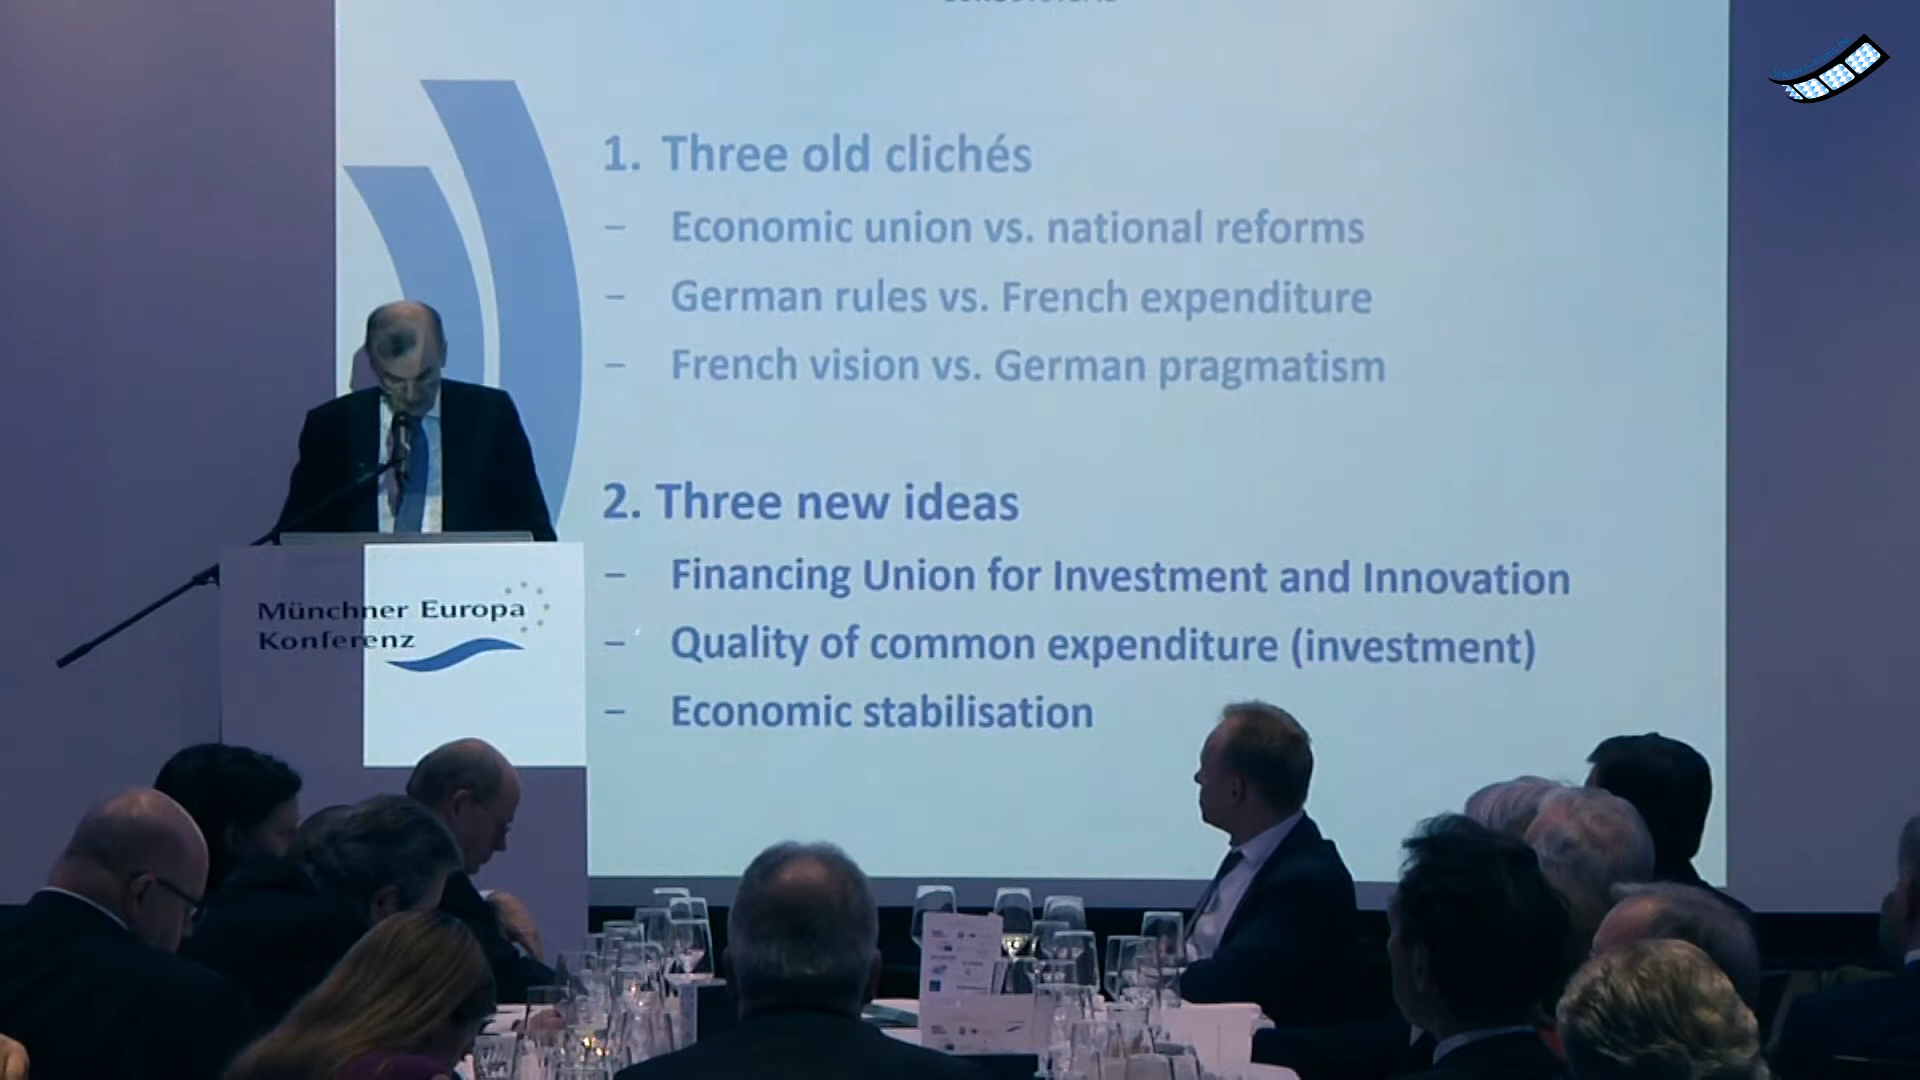 1. Three old clichés
– Economic union vs. national reforms
– German rules vs. French expenditure
– French vision vs. German pragmatism
2. Three new ideas
– Financing Union for Investment and Innovation
– Quality of common expenditure (investment)
– Economic stabilisation
Münchner Europa
Konferenz